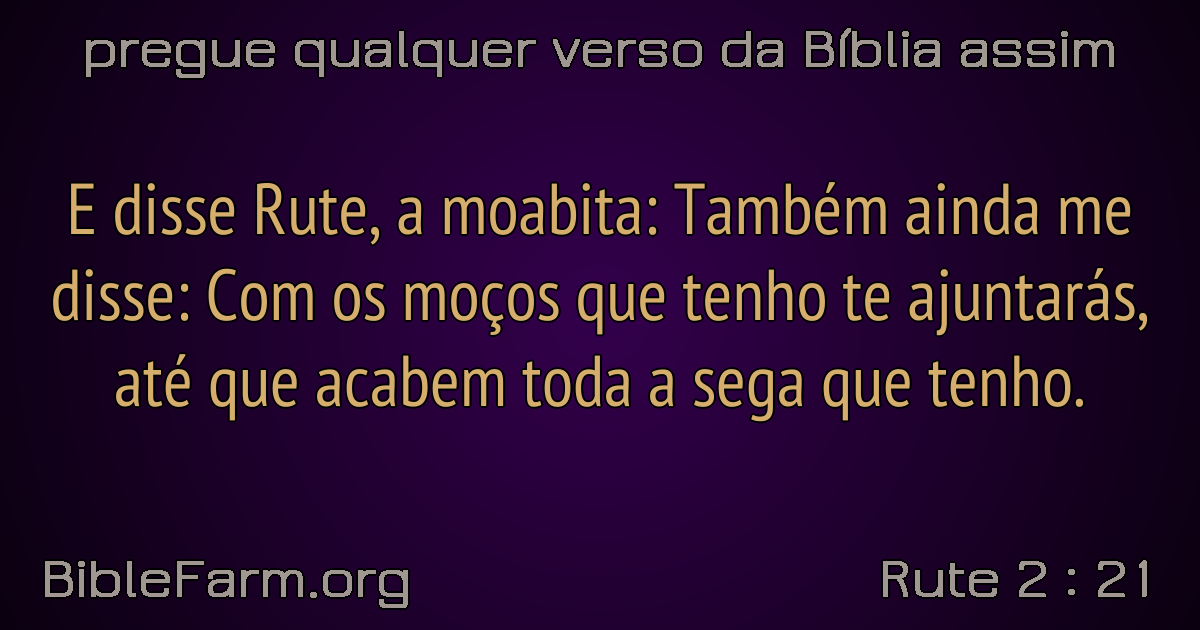 pregue qualquer verso da Bíblia assim
E disse Rute, a moabita: Também ainda me
disse: Com os moços que tenho te ajuntarás,
até que acabem toda a sega que tenho.
BibleFarm.org
Rute 2 : 21